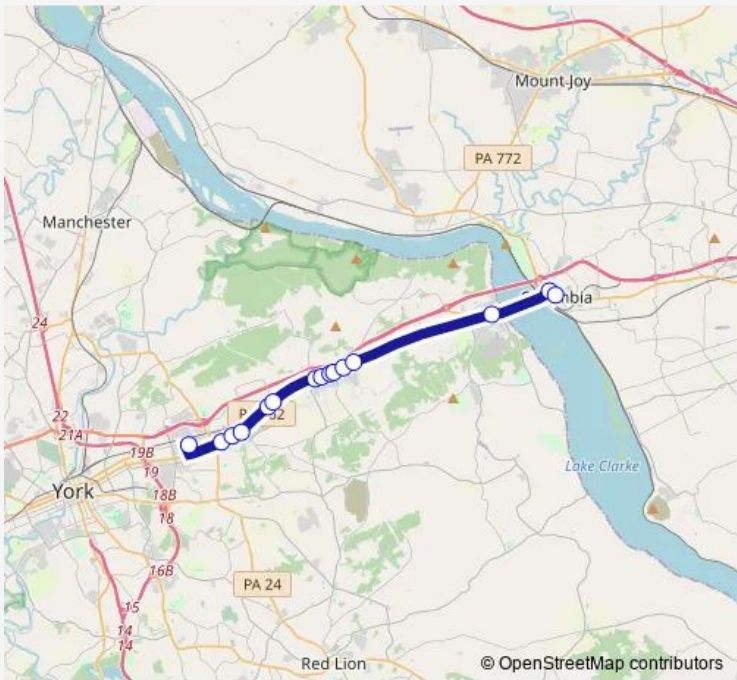 Mount Joy
PA 772
Manchester
mbia
24
22
21A
19B
19
York
18B
18
Lake Clarke
16B
PA 24
15
14
14
Red Lion
© OpenStreetMap contributors